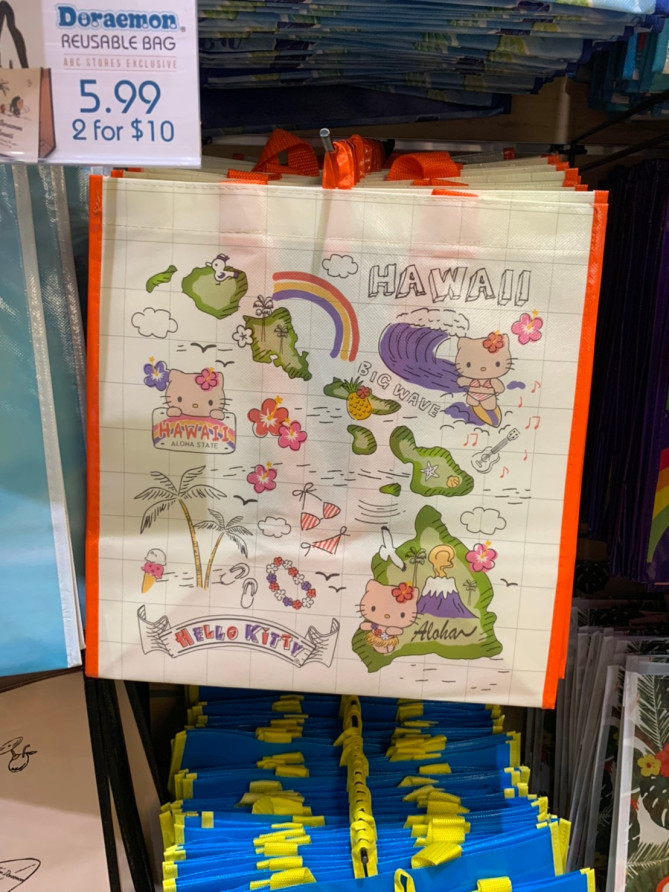 Doraemon®
REUSABLE BAG
ABC STORES EXCLUSIVE
5.99
2 for $10
HAWAII
BIG WAVE
HAWAII
ALOHA STATE
HELLO KITTY
Aloha